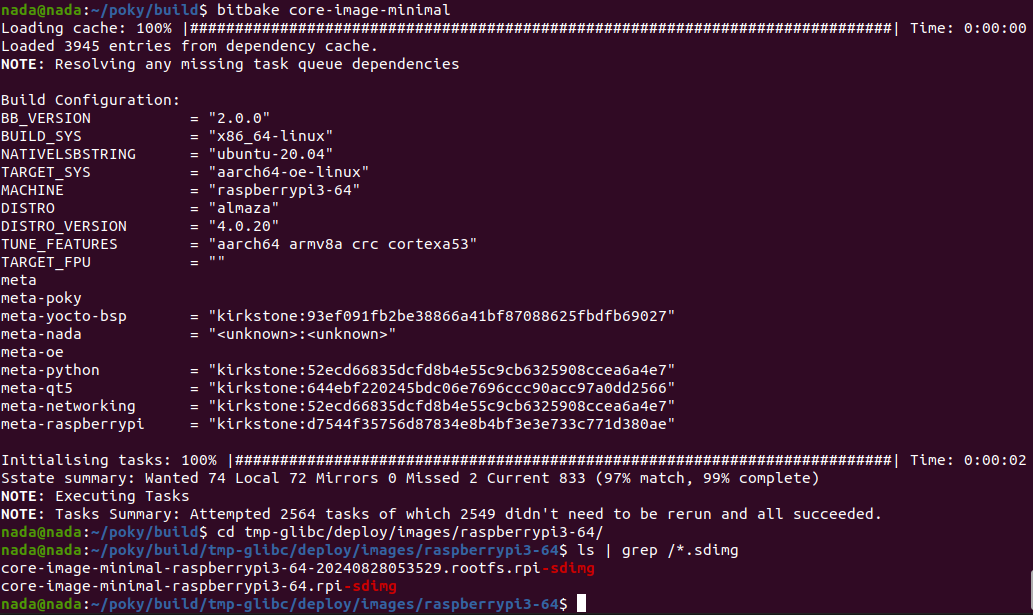 nada@nada:~/poky/build$ bitbake core-image-minimal
Loading cache: 100% |##############################################################################| Time: 0:00:00
Loaded 3945 entries from dependency cache.
NOTE: Resolving any missing task queue dependencies
Build Configuration:
BB_VERSION           = "2.0.0"
BUILD_SYS            = "x86_64-linux"
NATIVELSBSTRING      = "ubuntu-20.04"
TARGET_SYS           = "aarch64-oe-linux"
MACHINE              = "raspberrypi3-64"
DISTRO               = "almaza"
DISTRO_VERSION       = "4.0.20"
TUNE_FEATURES        = "aarch64 armv8a crc cortexa53"
TARGET_FPU           = ""
meta
meta-poky
meta-yocto-bsp       = "kirkstone:93ef091fb2be38866a41bf87088625fbdfb69027"
meta-nada            = "<unknown>:<unknown>"
meta-oe
meta-python          = "kirkstone:52ecd66835dcfd8b4e55c9cb6325908ccea6a4e7"
meta-qt5             = "kirkstone:644ebf220245bdc06e7696ccc90acc97a0dd2566"
meta-networking      = "kirkstone:52ecd66835dcfd8b4e55c9cb6325908ccea6a4e7"
meta-raspberrypi     = "kirkstone:d7544f35756d87834e8b4bf3e3e733c771d380ae"
Initialising tasks: 100% |#########################################################################| Time: 0:00:02
Sstate summary: Wanted 74 Local 72 Mirrors 0 Missed 2 Current 833 (97% match, 99% complete)
NOTE: Executing Tasks
NOTE: Tasks Summary: Attempted 2564 tasks of which 2549 didn't need to be rerun and all succeeded.
nada@nada:~/poky/build$ cd tmp-glibc/deploy/images/raspberrypi3-64/
nada@nada:~/poky/build/tmp-glibc/deploy/images/raspberrypi3-64$ ls | grep /*.sdimg
core-image-minimal-raspberrypi3-64-20240828053529.rootfs.rpi-sdimg
core-image-minimal-raspberrypi3-64.rpi-sdimg
nada@nada:~/poky/build/tmp-glibc/deploy/images/raspberrypi3-64$